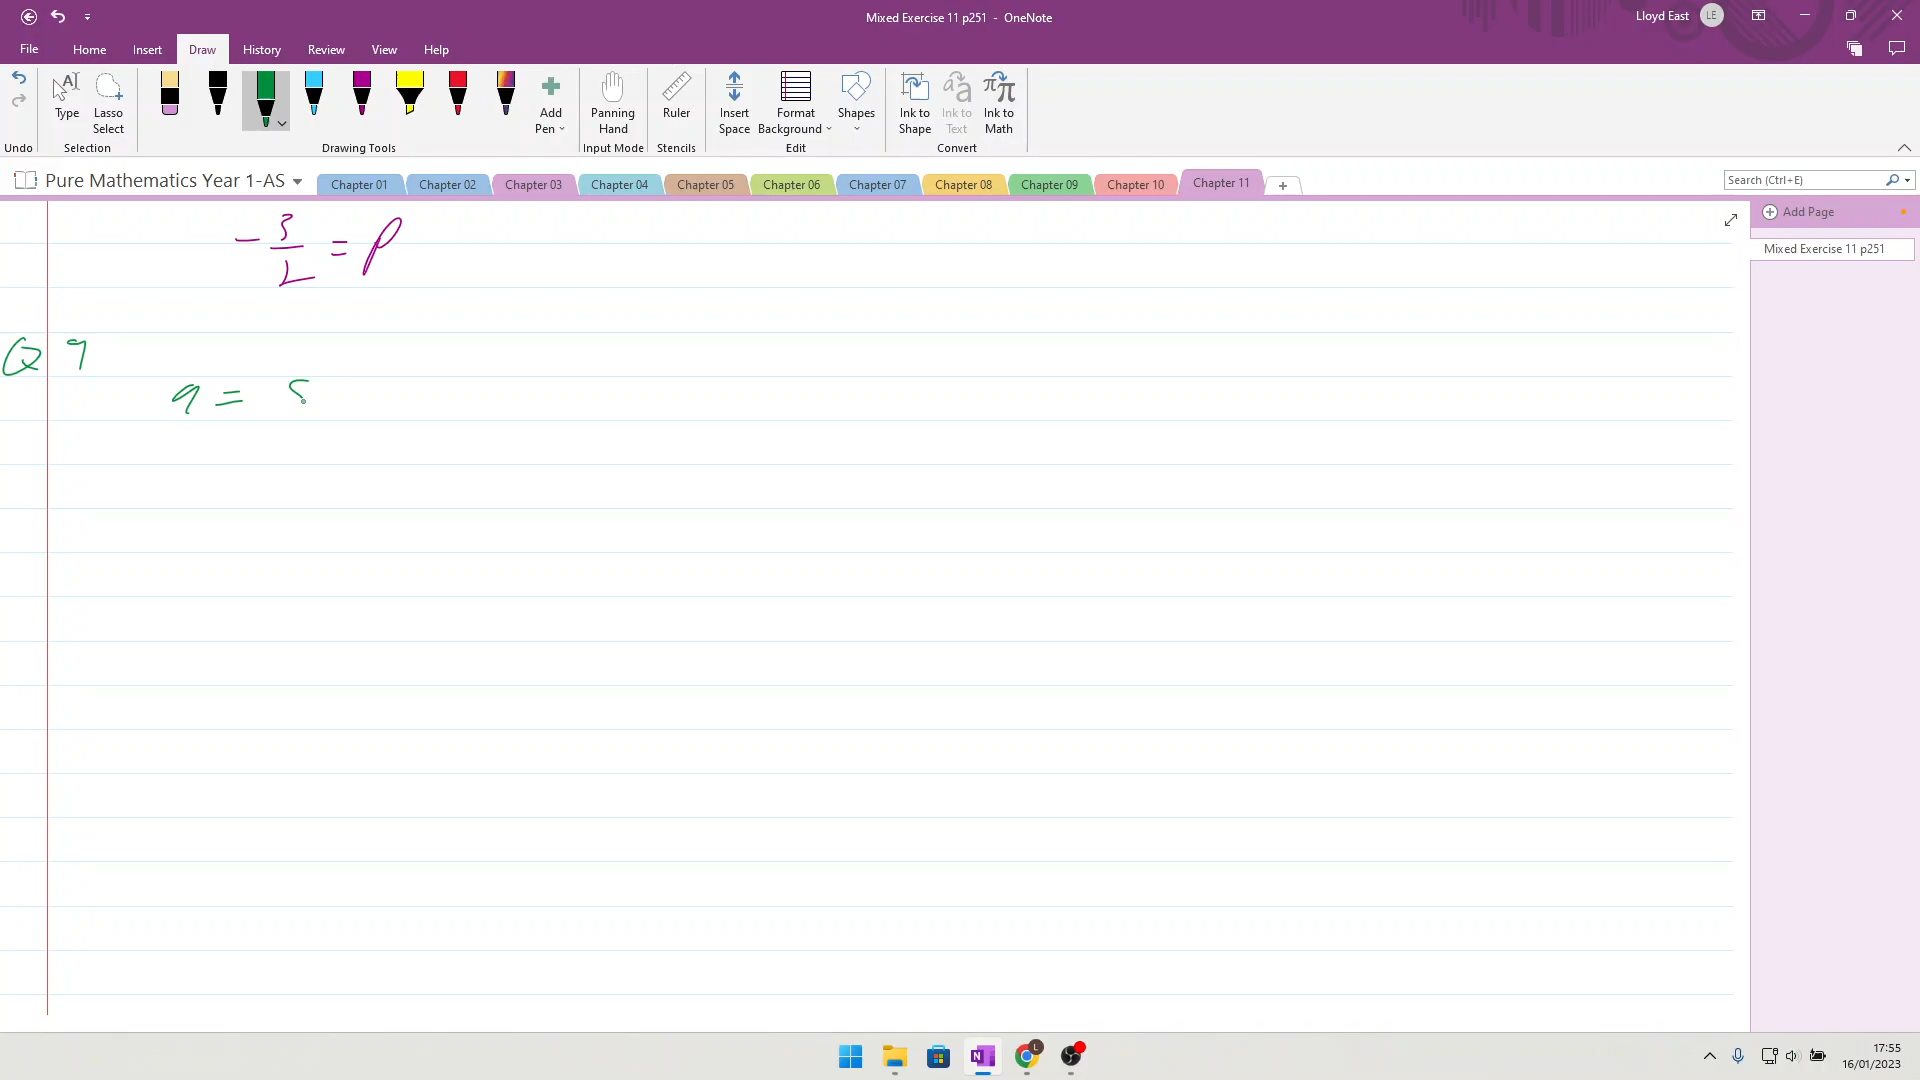 Mixed Exercise 11 p251 - OneNote
Lloyd East LE
File Home Insert Draw History Review View Help
Type
Lasso Select
Add Pen
Panning Hand
Ruler
Insert Space
Format Background
Shapes
Ink to Shape
Ink to Text
Ink to Math
Undo Selection Drawing Tools Input Mode Stencils Edit Convert
Pure Mathematics Year 1-AS Chapter 01 Chapter 02 Chapter 03 Chapter 04 Chapter 05 Chapter 06 Chapter 07 Chapter 08 Chapter 09 Chapter 10 Chapter 11 Search (Ctrl+E)
Add Page
Mixed Exercise 11 p251
Q 9
17:55
16/01/2023